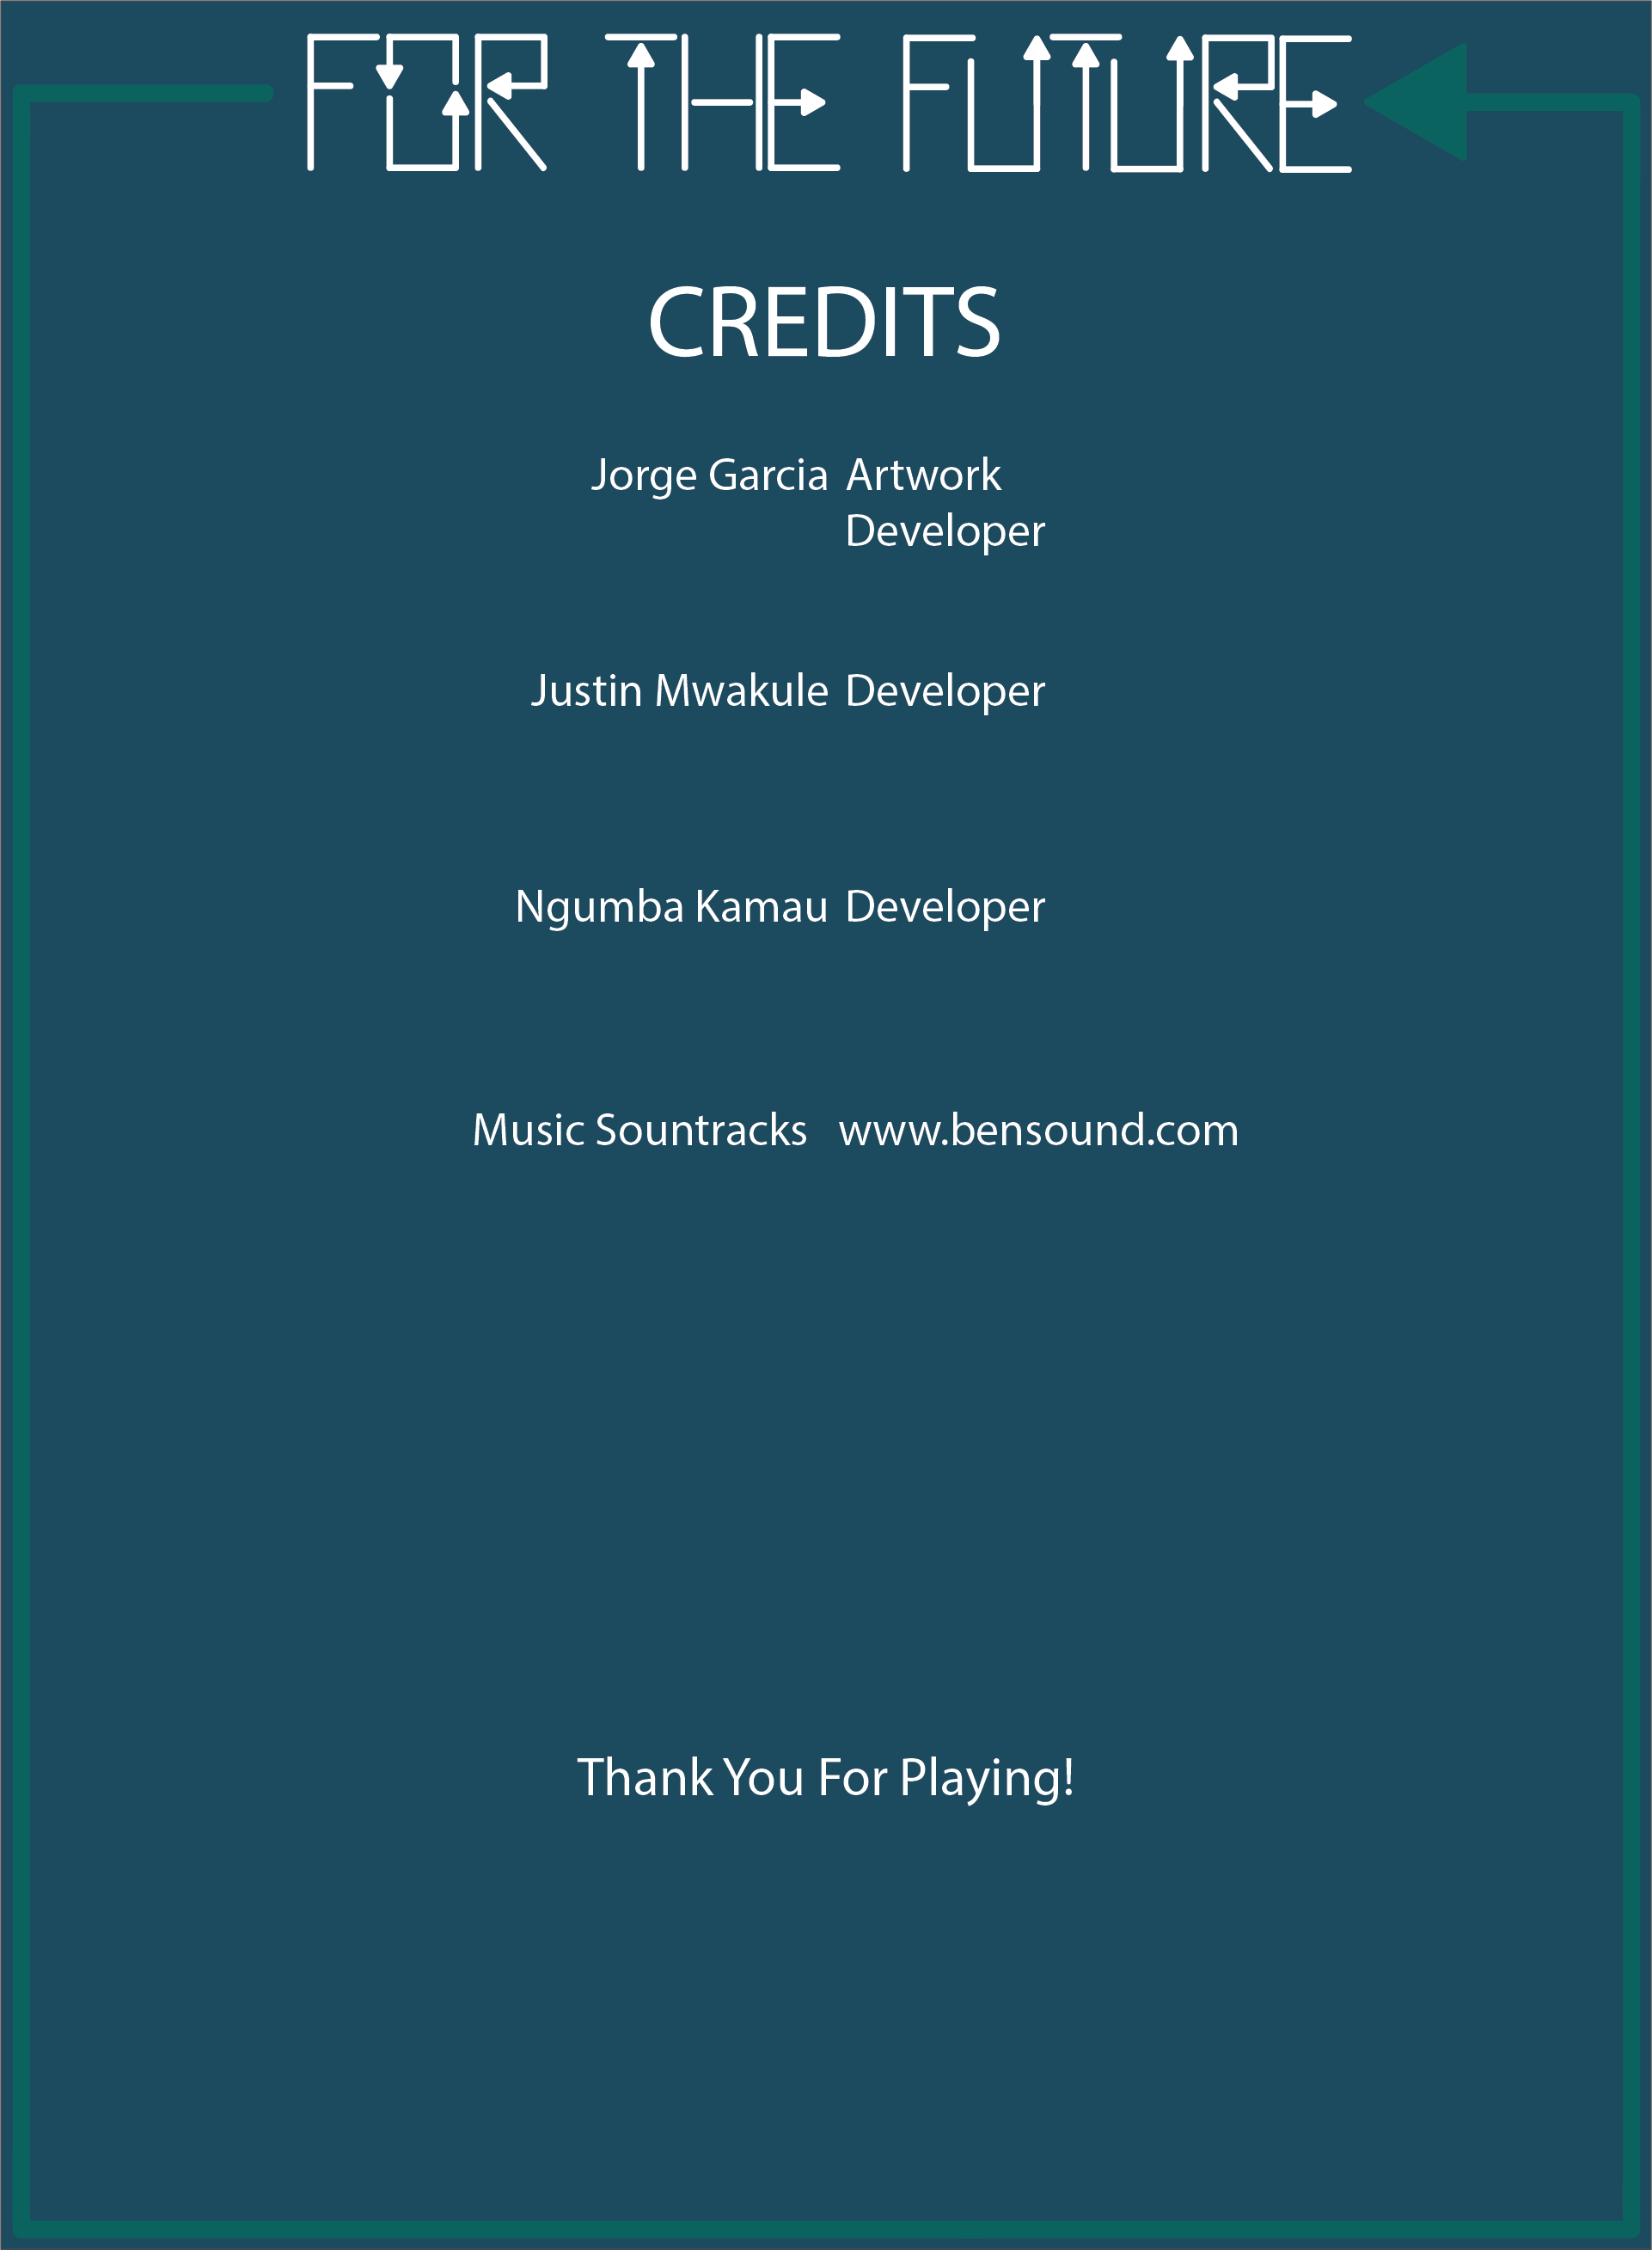 FOR THE FUTURE
CREDITS
Jorge Garcia Artwork
Developer
Justin Mwakule Developer
Ngumba Kamau Developer
Music Sountracks www.bensound.com
Thank You For Playing!